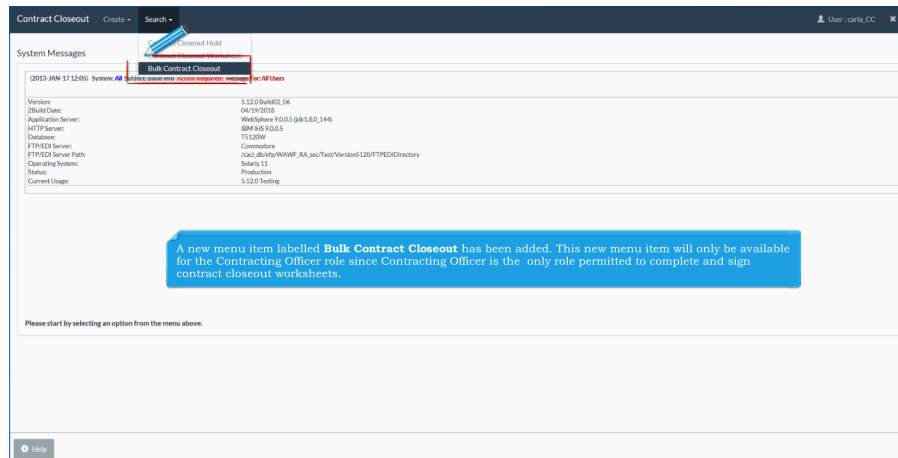 Contract Closeout Create Search User : carla_CC
Closeout Hold
Contract Closeout Worksheet
Bulk Contract Closeout
System Messages
(2013-JAN-17 12:05) System: All Subject: Build Info Action Required: Message For: All Users
Version: 5.12.0 Build02_06
2Build Date: 04/19/2018
Application Server: WebSphere 9.0.0.5 (jdk1.8.0_144)
HTTP Server: IBM IHS 9.0.0.5
Database: T5120W
FTP/EDI Server: Commodore
FTP/EDI Server Path: /caci_db/efp/WAWF_RA_sec/Test/Version5120/FTPEDIDirectory
Operating System: Solaris 11
Status: Production
Current Usage: 5.12.0 Testing
A new menu item labelled Bulk Contract Closeout has been added. This new menu item will only be available
for the Contracting Officer role since Contracting Officer is the only role permitted to complete and sign
contract closeout worksheets.
Please start by selecting an option from the menu above.
Help